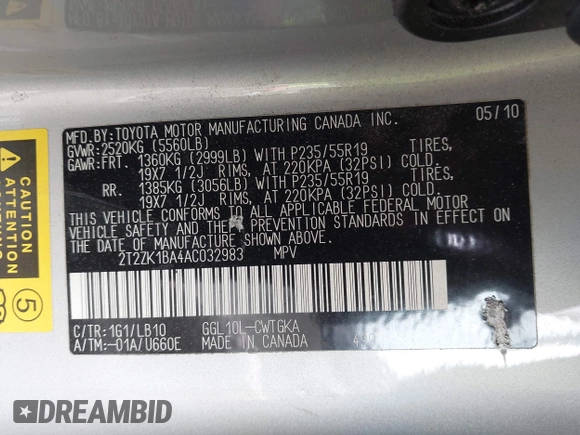 MFD.BY:TOYOTA MOTOR MANUFACTURING CANADA INC. 05/10
GVWR:2520KG (5560LB)
GAWR:FRT. 1360KG (2999LB) WITH P235/55R19 TIRES,
19X7 1/2J RIMS, AT 220KPA (32PSI) COLD
RR. 1385KG (3056LB) WITH P235/55R19 TIRES,
19X7 1/2J RIMS, AT 220KPA (32PSI) COLD
THIS VEHICLE CONFORMS TO ALL APPLICABLE FEDERAL MOTOR
VEHICLE SAFETY AND THEFT PREVENTION STANDARDS IN EFFECT ON
THE DATE OF MANUFACTURE SHOWN ABOVE.
2T2ZK1BA4AC032983 MPV
C/TR:1G1/LB10 GGL10L-CWTGKA
A/TM:-01A/U660E MADE IN CANADA
5
DREAMBID